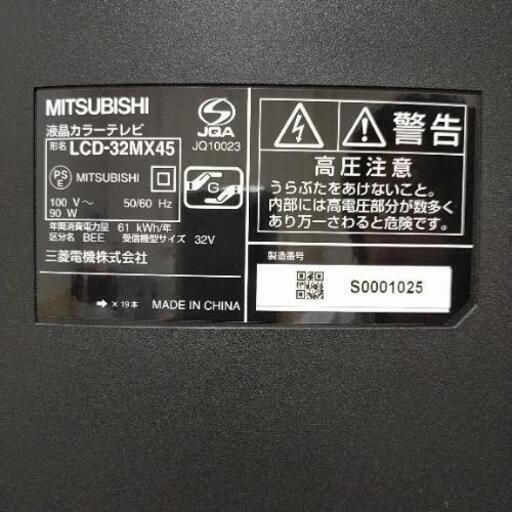 MITSUBISHI
液晶カラーテレビ
形名 LCD-32MX45
PS
E MITSUBISHI
100 V～ 50/60 Hz
90 W
年間消費電力量 61 kWh/年
区分名 BEE 受信機型サイズ 32V
三菱電機株式会社
➔ ×19本 MADE IN CHINA
JQA
JQ10023
G
警告
高圧注意
うらぶたをあけないこと。
内部には高電圧部分が数多く
あり万一さわると危険です。
製造番号
S0001025